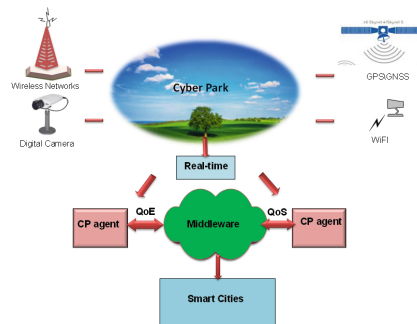 Cyber Park
Wireless Networks
GPS\GNSS
Digital Camera
WiFI
Real-time
QoE
QoS
CP agent
Middleware
CP agent
Smart Cities